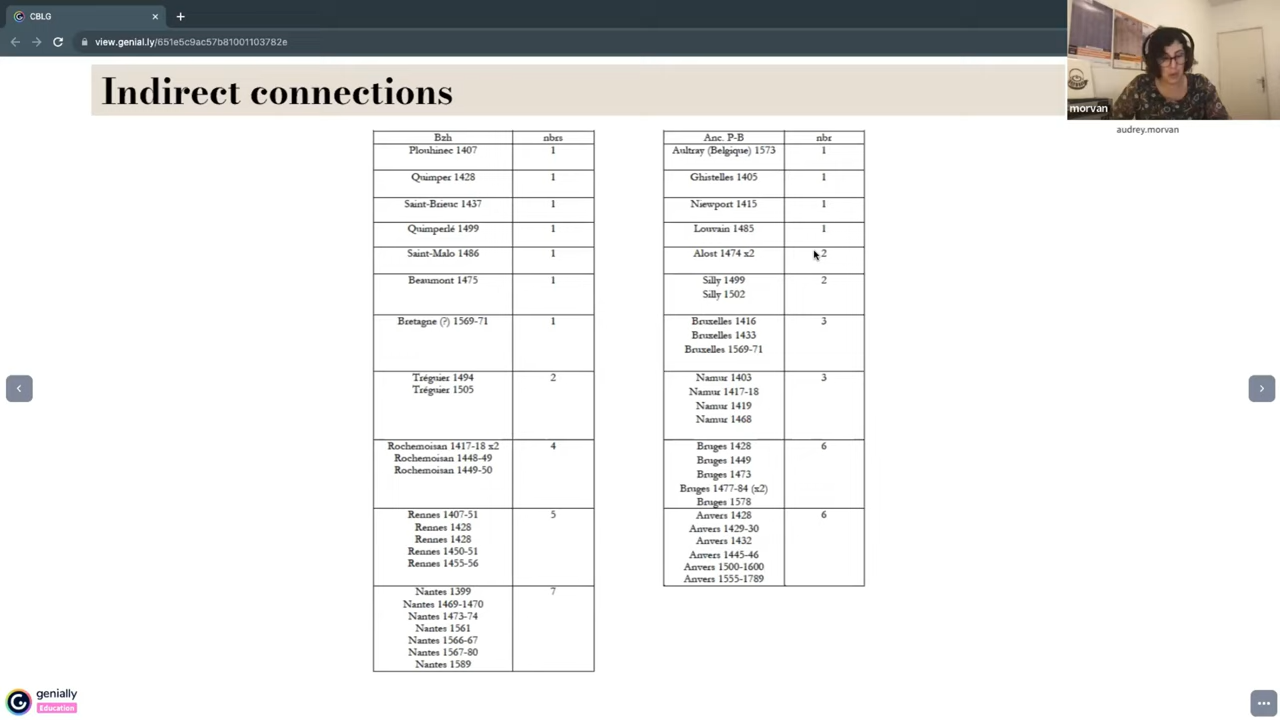 CBLG
view.genial.ly/651e5c9ac57b81001103782e
Indirect connections
morvan
audrey.morvan
Bzh nbrs
Plouhinec 1407 1
Quimper 1428 1
Saint-Brieuc 1437 1
Quimperlé 1499 1
Saint-Malo 1486 1
Beaumont 1475 1
Bretagne (?) 1569-71 1
Tréguier 1494 2
Tréguier 1505
Rochemoisan 1417-18 x2 4
Rochemoisan 1448-49
Rochemoisan 1449-50
Rennes 1407-51 5
Rennes 1428
Rennes 1428
Rennes 1450-51
Rennes 1455-56
Nantes 1399 7
Nantes 1469-1470
Nantes 1473-74
Nantes 1561
Nantes 1566-67
Nantes 1567-80
Nantes 1589
Anc. P-B nbr
Aultray (Belgique) 1573 1
Ghistelles 1405 1
Niewport 1415 1
Louvain 1485 1
Alost 1474 x2 2
Silly 1499 2
Silly 1502
Bruxelles 1416 3
Bruxelles 1433
Bruxelles 1569-71
Namur 1403 3
Namur 1417-18
Namur 1419
Namur 1468
Bruges 1428 6
Bruges 1449
Bruges 1473
Bruges 1477-84 (x2)
Bruges 1578
Anvers 1428 6
Anvers 1429-30
Anvers 1432
Anvers 1445-46
Anvers 1500-1600
Anvers 1555-1789
genially
Education